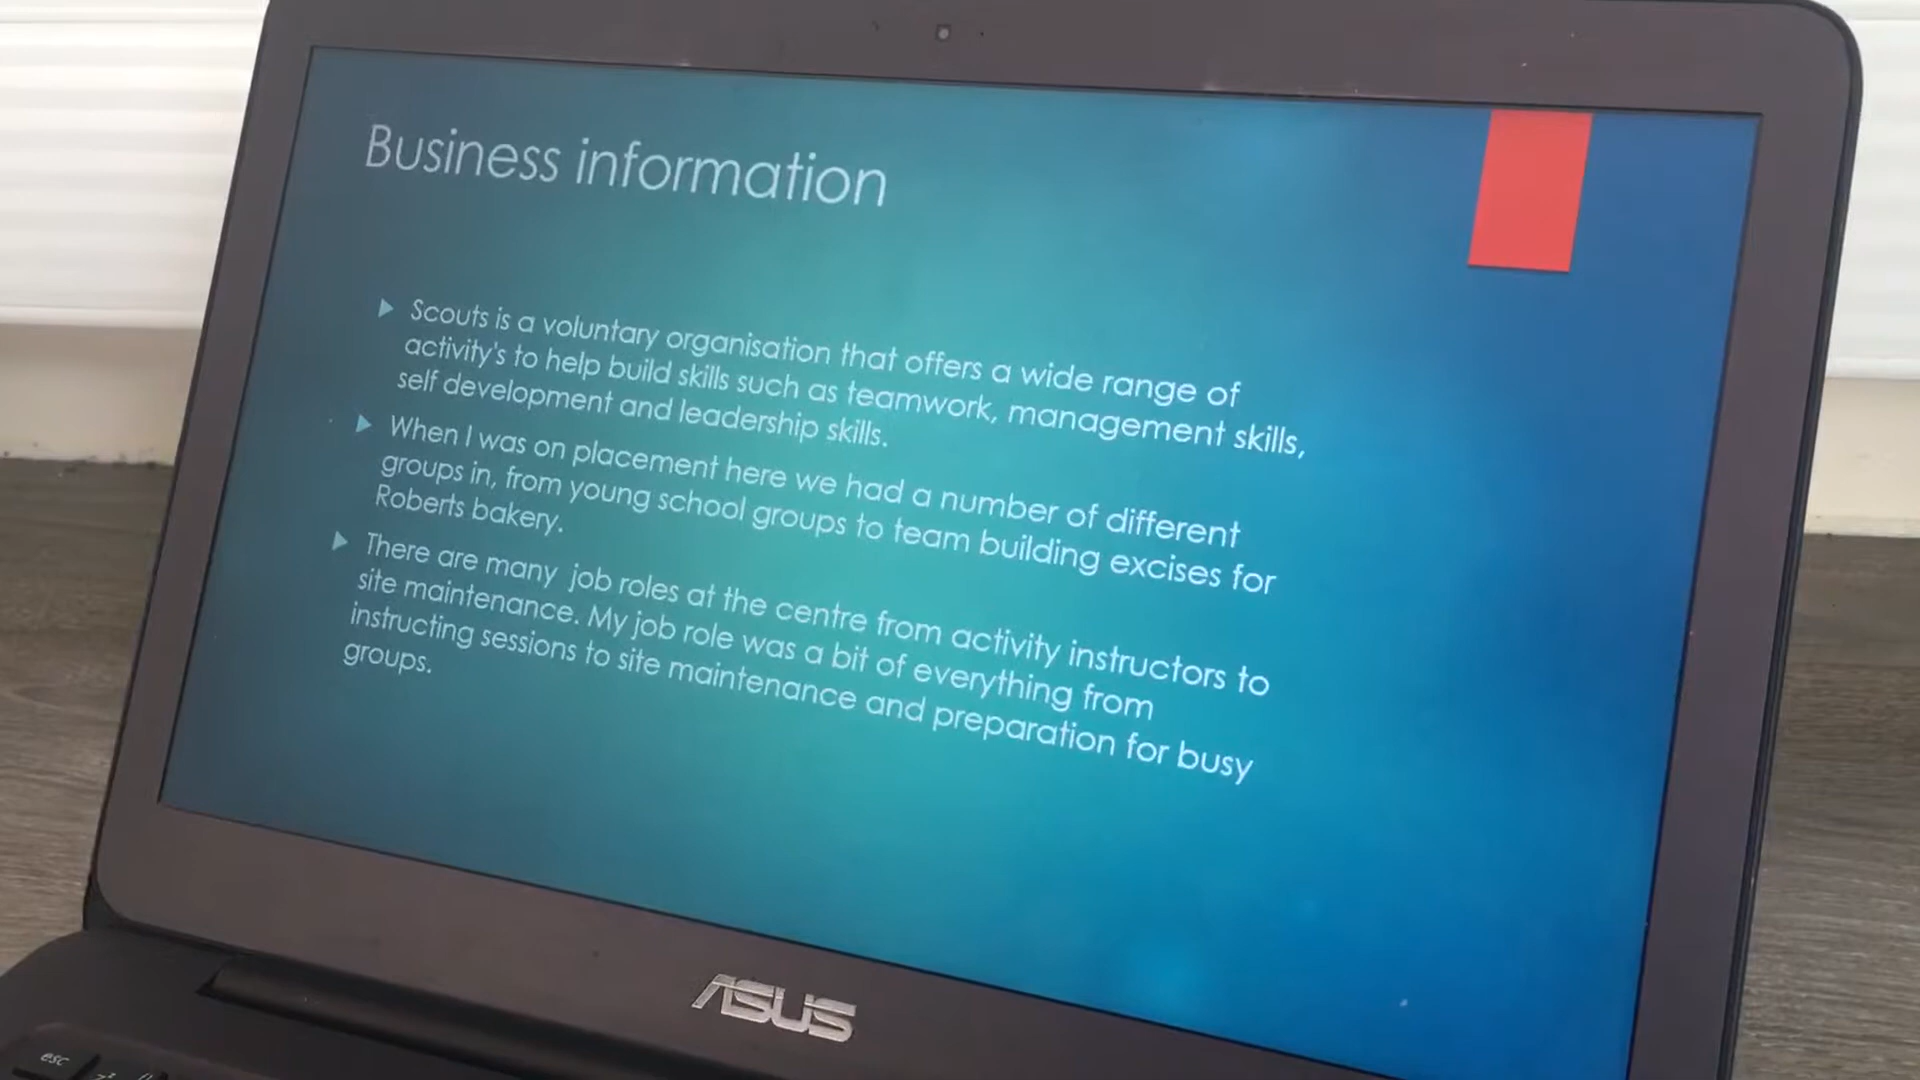 Business information
Scouts is a voluntary organisation that offers a wide range of
activity's to help build skills such as teamwork, management skills,
self development and leadership skills.
When I was on placement here we had a number of different
groups in, from young school groups to team building excises for
Roberts bakery.
There are many job roles at the centre from activity instructors to
site maintenance. My job role was a bit of everything from
instructing sessions to site maintenance and preparation for busy
groups.
ASUS
esc